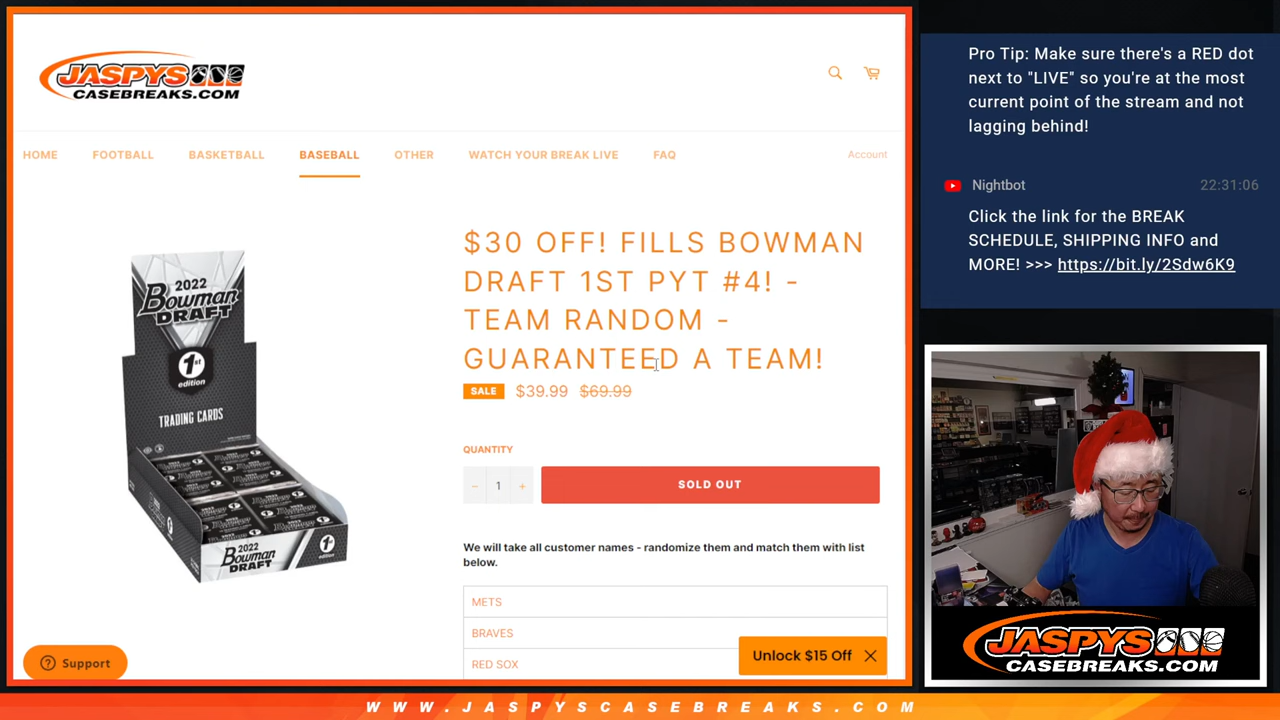 JASPYS
CASEBREAKS.COM
HOME FOOTBALL BASKETBALL BASEBALL OTHER WATCH YOUR BREAK LIVE FAQ Account
2022
Bowman
DRAFT
1st
edition
TRADING CARDS
2022
Bowman
DRAFT
1st
edition
$30 OFF! FILLS BOWMAN
DRAFT 1ST PYT #4! -
TEAM RANDOM -
GUARANTEED A TEAM!
SALE $39.99 $69.99
QUANTITY
− 1 +
SOLD OUT
We will take all customer names - randomize them and match them with list
below.
METS
BRAVES
RED SOX
Support
Unlock $15 Off
Pro Tip: Make sure there's a RED dot
next to "LIVE" so you're at the most
current point of the stream and not
lagging behind!
Nightbot 22:31:06
Click the link for the BREAK
SCHEDULE, SHIPPING INFO and
MORE! >>> https://bit.ly/2Sdw6K9
JASPYS
CASEBREAKS.COM
WWW.JASPYSCASEBREAKS.COM